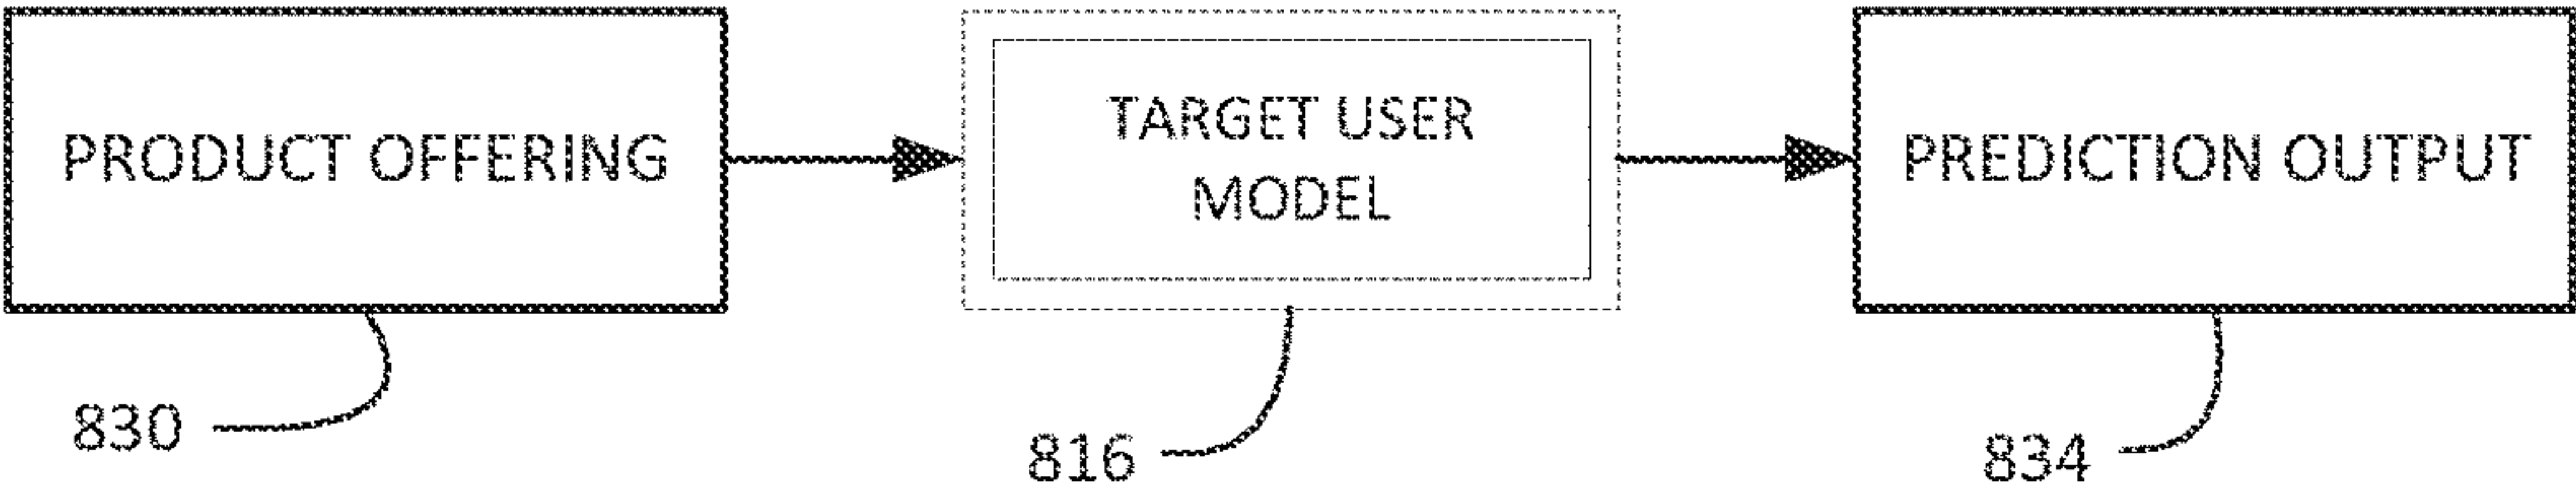 PRODUCT OFFERING
TARGET USER
MODEL
PREDICTION OUTPUT
830
816
834